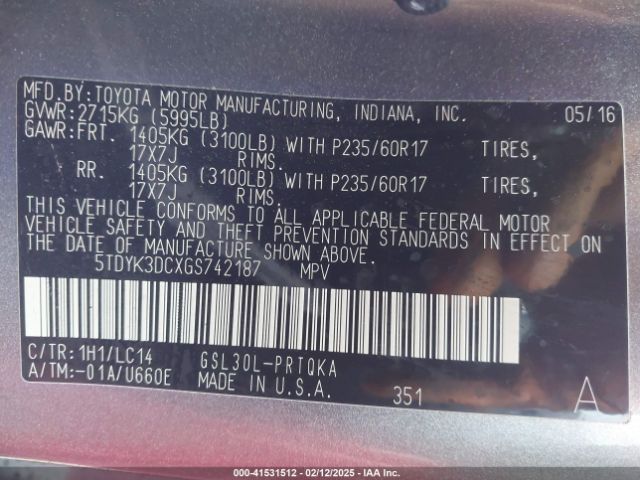 MFD.BY:TOYOTA MOTOR MANUFACTURING, INDIANA, INC. 05/16
GVWR:2715KG (5995LB)
GAWR:FRT. 1405KG (3100LB) WITH P235/60R17 TIRES,
17X7J RIMS.
RR. 1405KG (3100LB) WITH P235/60R17 TIRES,
17X7J RIMS.
THIS VEHICLE CONFORMS TO ALL APPLICABLE FEDERAL MOTOR
VEHICLE SAFETY AND THEFT PREVENTION STANDARDS IN EFFECT ON
THE DATE OF MANUFACTURE SHOWN ABOVE.
5TDYK3DCXGS742187 MPV
C/TR:1H1/LC14 GSL30L-PRTQKA
A/TM:-01A/U660E MADE IN U.S.A. 351 A
000-41531512 - 02/12/2025 - IAA Inc.